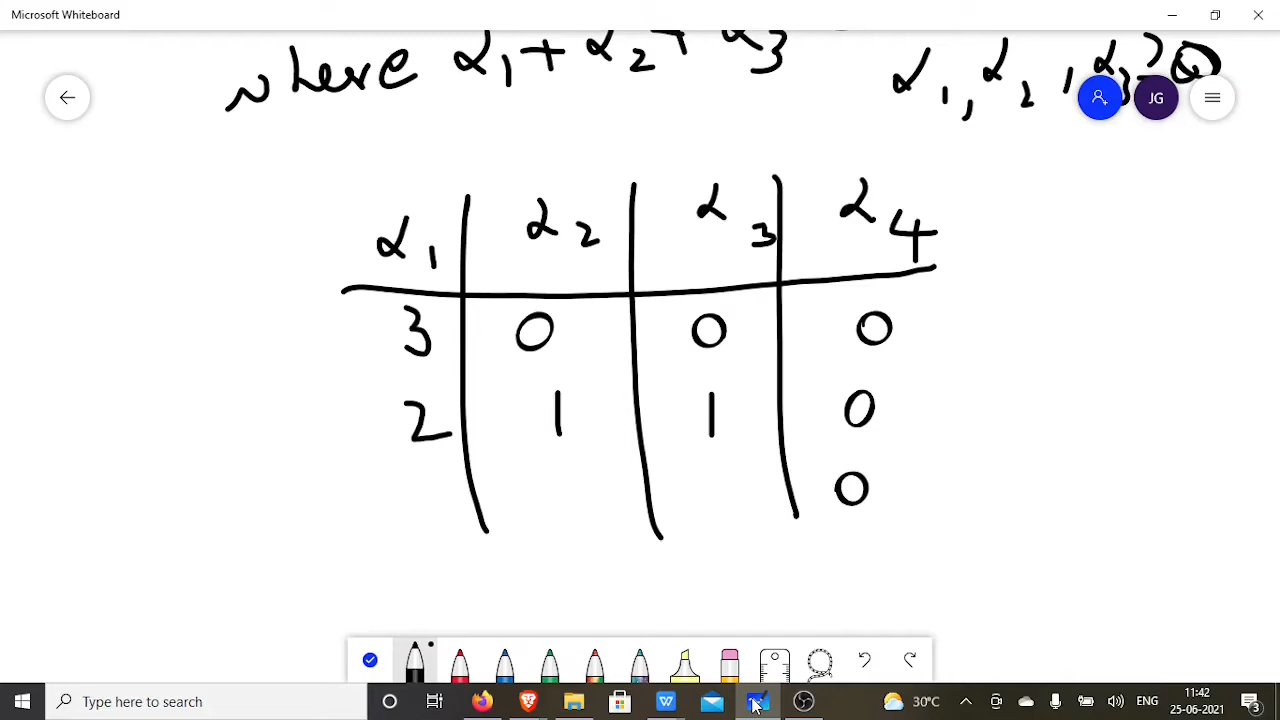 Microsoft Whiteboard
where α1 + α2 + α3
α1, α2, α3 ≥ 0
JG
α1 α2 α3 α4
3 0 0 0
2 1 1 0
0
Type here to search
W
30°C ENG 11:42
25-06-2021
3